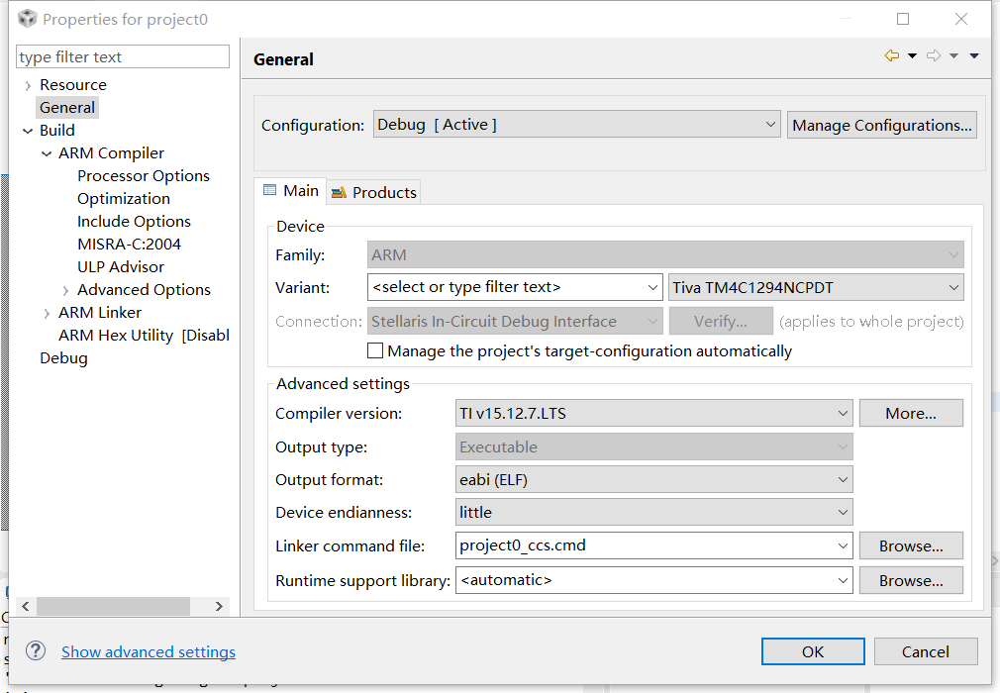 Properties for project0
type filter text
General
Resource
General
Build
ARM Compiler
Processor Options
Optimization
Include Options
MISRA-C:2004
ULP Advisor
Advanced Options
ARM Linker
ARM Hex Utility [Disabl
Debug
Configuration: Debug [ Active ] Manage Configurations...
Main Products
Device
Family: ARM
Variant: <select or type filter text> Tiva TM4C1294NCPDT
Connection: Stellaris In-Circuit Debug Interface Verify... (applies to whole project)
Manage the project's target-configuration automatically
Advanced settings
Compiler version: TI v15.12.7.LTS More...
Output type: Executable
Output format: eabi (ELF)
Device endianness: little
Linker command file: project0_ccs.cmd Browse...
Runtime support library: <automatic> Browse...
Show advanced settings OK Cancel